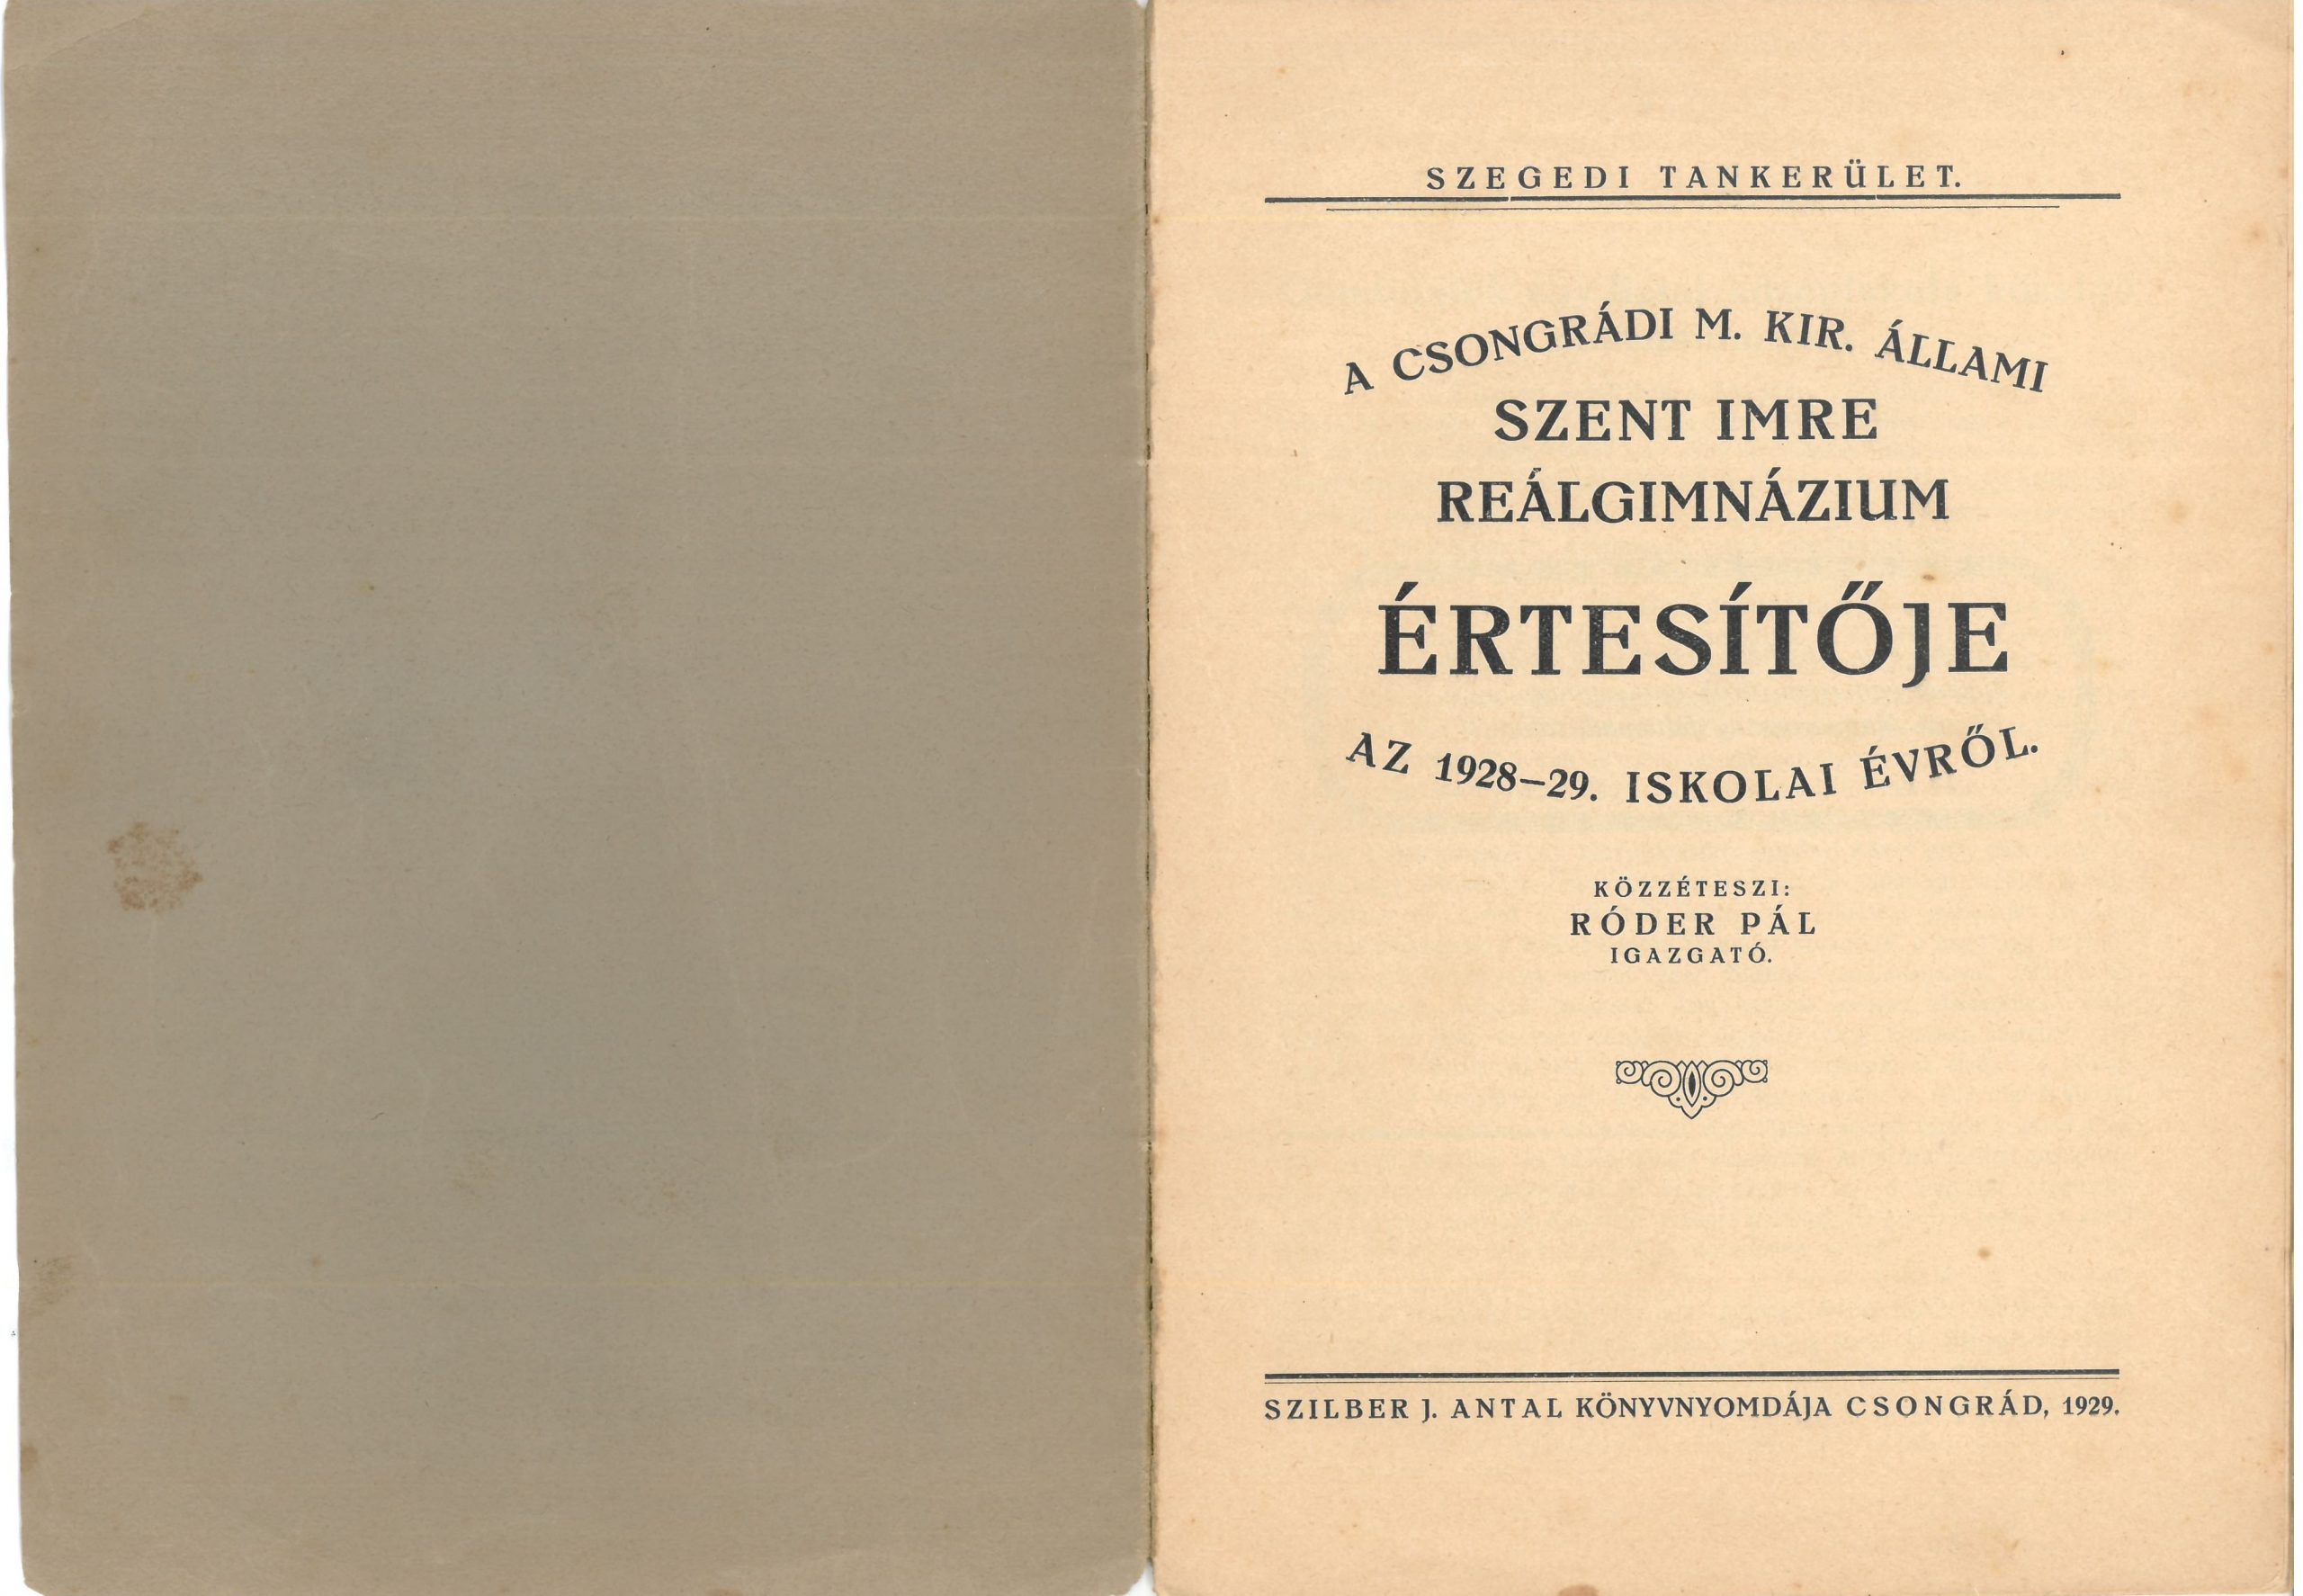 SZEGEDI TANKERÜLET.
A CSONGRÁDI M. KIR. ÁLLAMI
SZENT IMRE
REÁLGIMNÁZIUM
ÉRTESÍTŐJE
AZ 1928–29. ISKOLAI ÉVRŐL.
KÖZZÉTESZI:
RÓDER PÁL
IGAZGATÓ.
SZILBER J. ANTAL KÖNYVNYOMDÁJA CSONGRÁD, 1929.